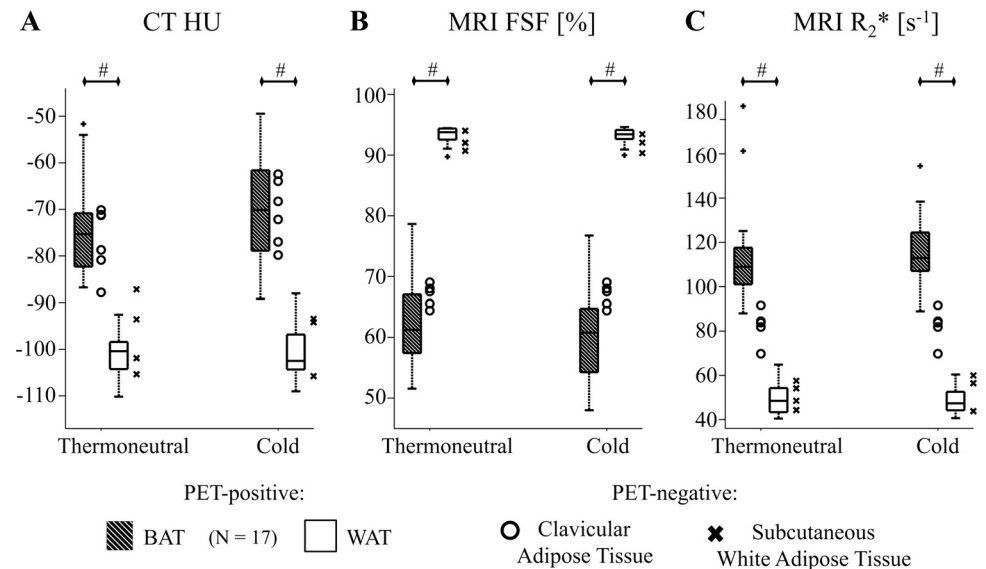 A CT HU
B MRI FSF [%]
C MRI R₂* [s⁻¹]
# # # # # #
-50
-60
-70
-80
-90
-100
-110
Thermoneutral Cold
100
90
80
70
60
50
Thermoneutral Cold
180
160
140
120
100
80
60
40
Thermoneutral Cold
PET-positive: PET-negative:
BAT (N = 17) WAT
Clavicular
Adipose Tissue
Subcutaneous
White Adipose Tissue